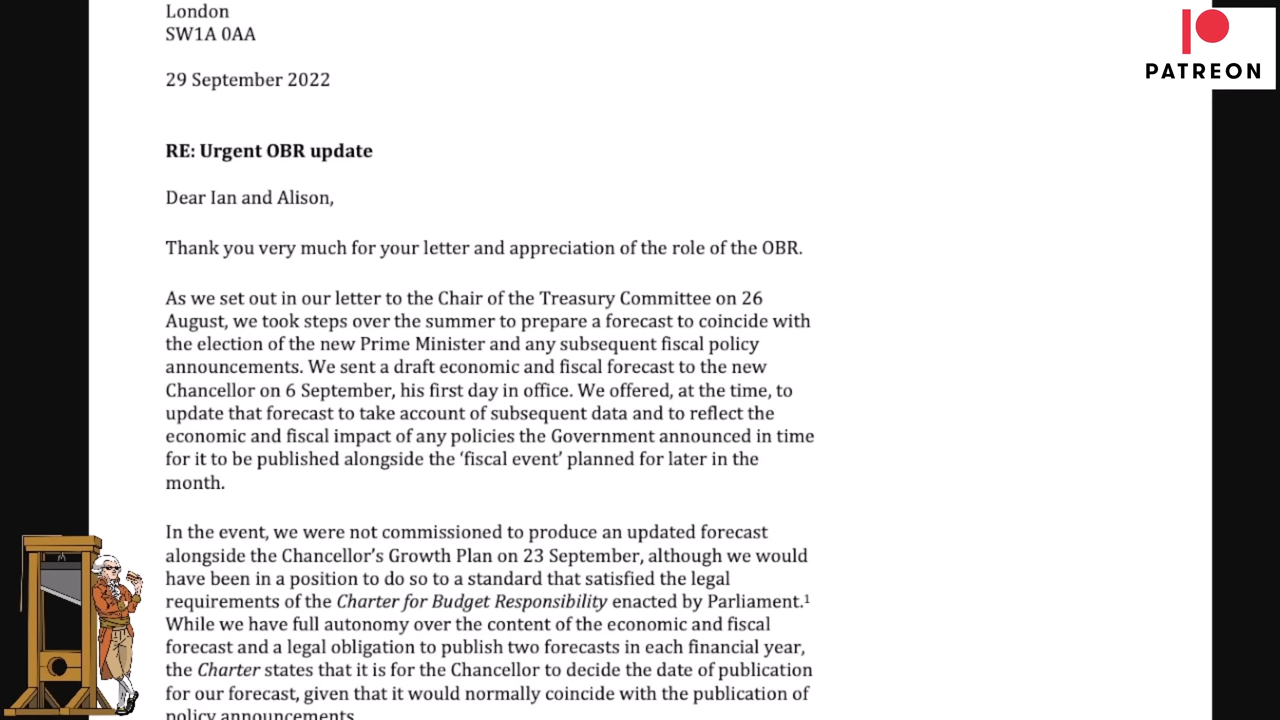 London
SW1A 0AA
29 September 2022
RE: Urgent OBR update
Dear Ian and Alison,
Thank you very much for your letter and appreciation of the role of the OBR.
As we set out in our letter to the Chair of the Treasury Committee on 26
August, we took steps over the summer to prepare a forecast to coincide with
the election of the new Prime Minister and any subsequent fiscal policy
announcements. We sent a draft economic and fiscal forecast to the new
Chancellor on 6 September, his first day in office. We offered, at the time, to
update that forecast to take account of subsequent data and to reflect the
economic and fiscal impact of any policies the Government announced in time
for it to be published alongside the ‘fiscal event’ planned for later in the
month.
In the event, we were not commissioned to produce an updated forecast
alongside the Chancellor’s Growth Plan on 23 September, although we would
have been in a position to do so to a standard that satisfied the legal
requirements of the Charter for Budget Responsibility enacted by Parliament.¹
While we have full autonomy over the content of the economic and fiscal
forecast and a legal obligation to publish two forecasts in each financial year,
the Charter states that it is for the Chancellor to decide the date of publication
for our forecast, given that it would normally coincide with the publication of
policy announcements.
PATREON